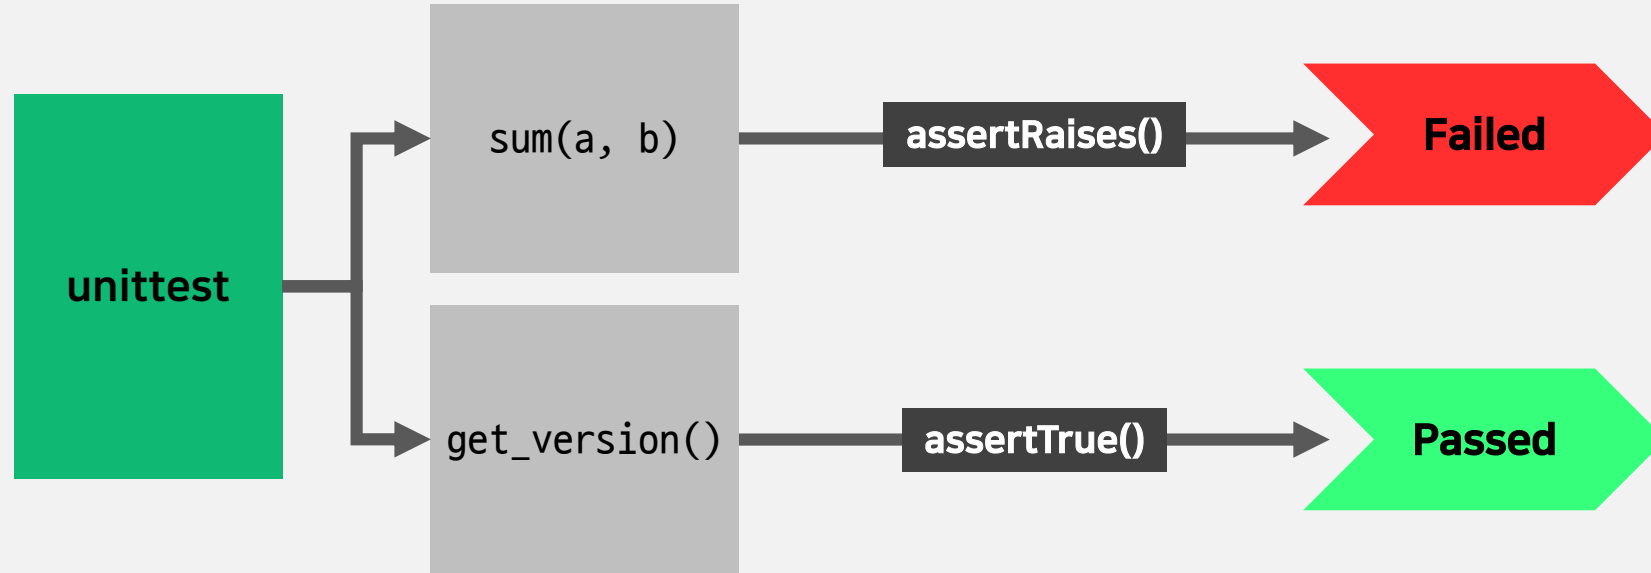 unittest
sum(a, b)
assertRaises()
Failed
get_version()
assertTrue()
Passed